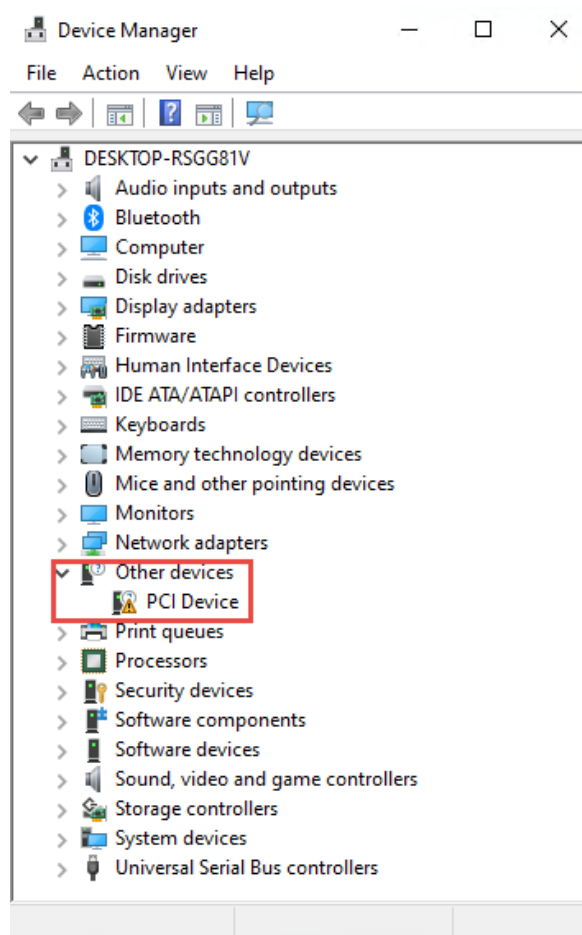 Device Manager
File Action View Help
DESKTOP-RSGG81V
Audio inputs and outputs
Bluetooth
Computer
Disk drives
Display adapters
Firmware
Human Interface Devices
IDE ATA/ATAPI controllers
Keyboards
Memory technology devices
Mice and other pointing devices
Monitors
Network adapters
Other devices
PCI Device
Print queues
Processors
Security devices
Software components
Software devices
Sound, video and game controllers
Storage controllers
System devices
Universal Serial Bus controllers